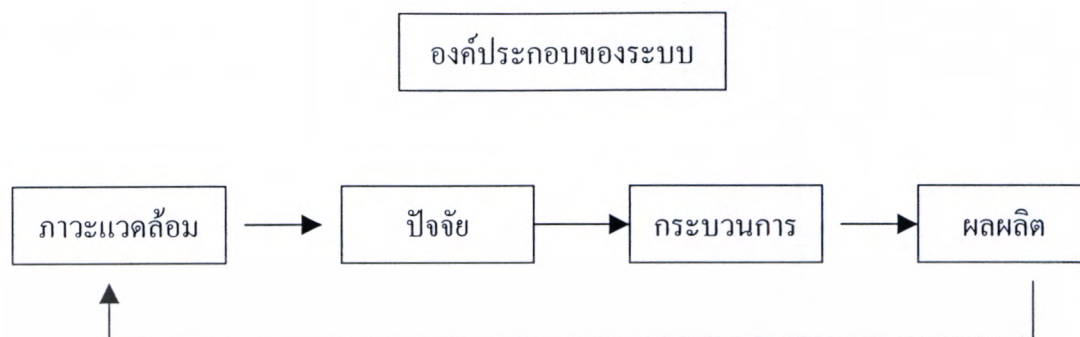 องค์ประกอบของระบบ
ภาวะแวดล้อม
ปัจจัย
กระบวนการ
ผลผลิต